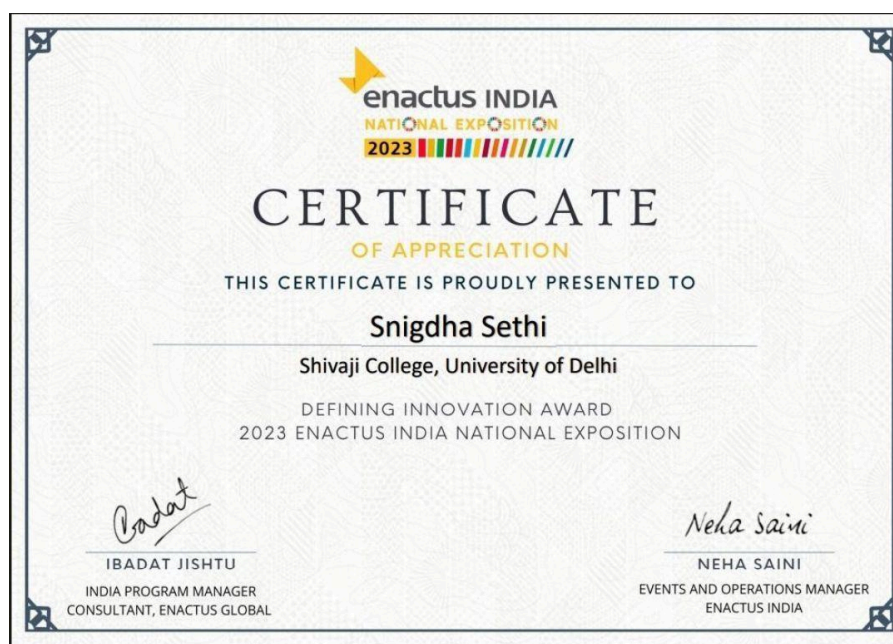 enactus INDIA
NATIONAL EXPOSITION
2023
CERTIFICATE
OF APPRECIATION
THIS CERTIFICATE IS PROUDLY PRESENTED TO
Snigdha Sethi
Shivaji College, University of Delhi
DEFINING INNOVATION AWARD
2023 ENACTUS INDIA NATIONAL EXPOSITION
Ibadat
IBADAT JISHTU
INDIA PROGRAM MANAGER
CONSULTANT, ENACTUS GLOBAL
Neha Saini
NEHA SAINI
EVENTS AND OPERATIONS MANAGER
ENACTUS INDIA